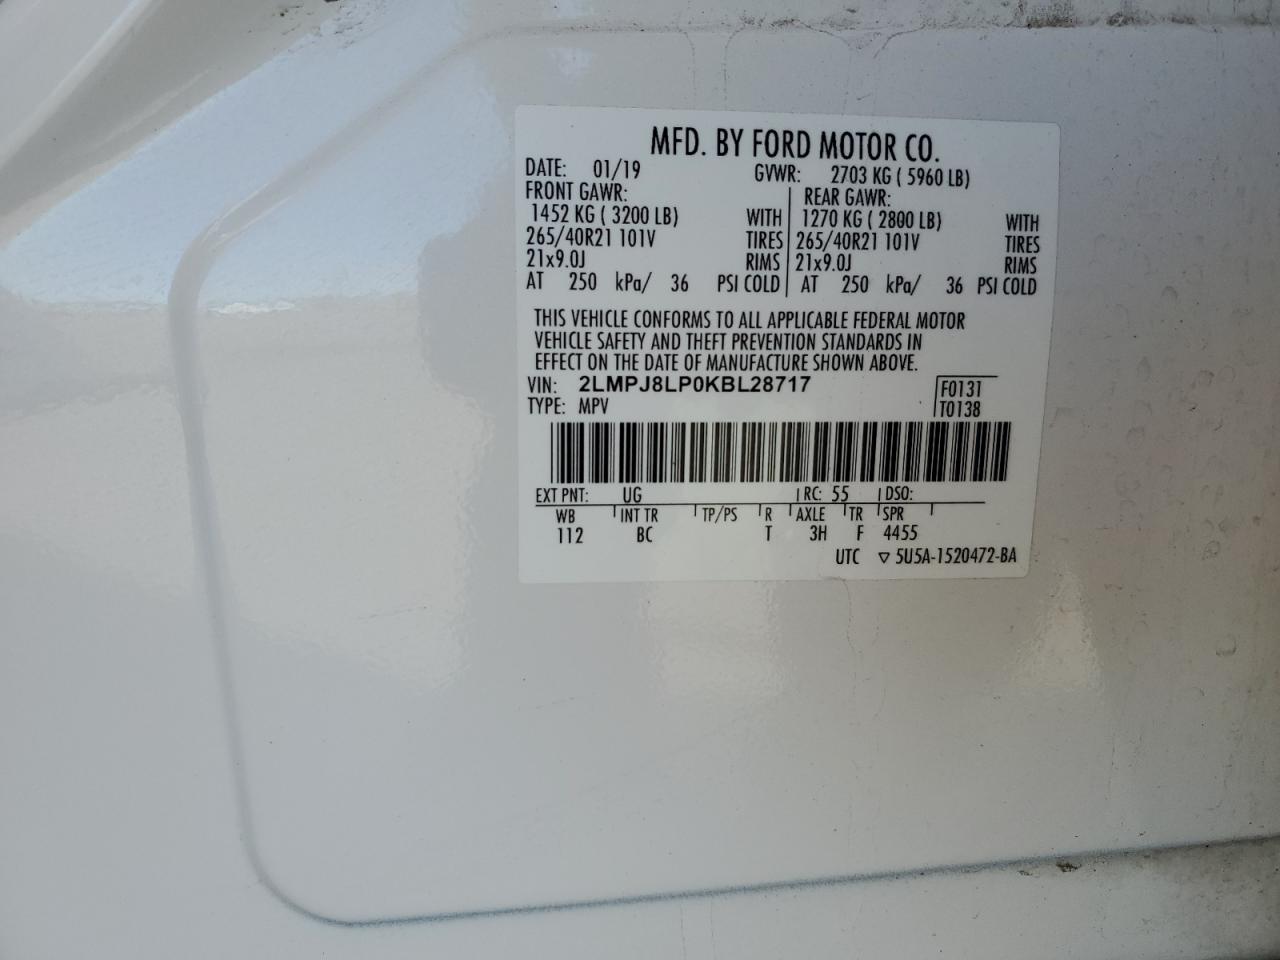 MFD. BY FORD MOTOR CO.
DATE: 01/19 GVWR: 2703 KG ( 5960 LB)
FRONT GAWR: REAR GAWR:
1452 KG ( 3200 LB) WITH 1270 KG ( 2800 LB) WITH
265/40R21 101V TIRES 265/40R21 101V TIRES
21x9.0J RIMS 21x9.0J RIMS
AT 250 kPa/ 36 PSI COLD AT 250 kPa/ 36 PSI COLD
THIS VEHICLE CONFORMS TO ALL APPLICABLE FEDERAL MOTOR
VEHICLE SAFETY AND THEFT PREVENTION STANDARDS IN
EFFECT ON THE DATE OF MANUFACTURE SHOWN ABOVE.
VIN: 2LMPJ8LP0KBL28717 F0131
TYPE: MPV T0138
EXT PNT: UG RC: 55 DSO:
WB INT TR TP/PS R AXLE TR SPR
112 BC T 3H F 4455
UTC ▽ 5U5A-1520472-BA